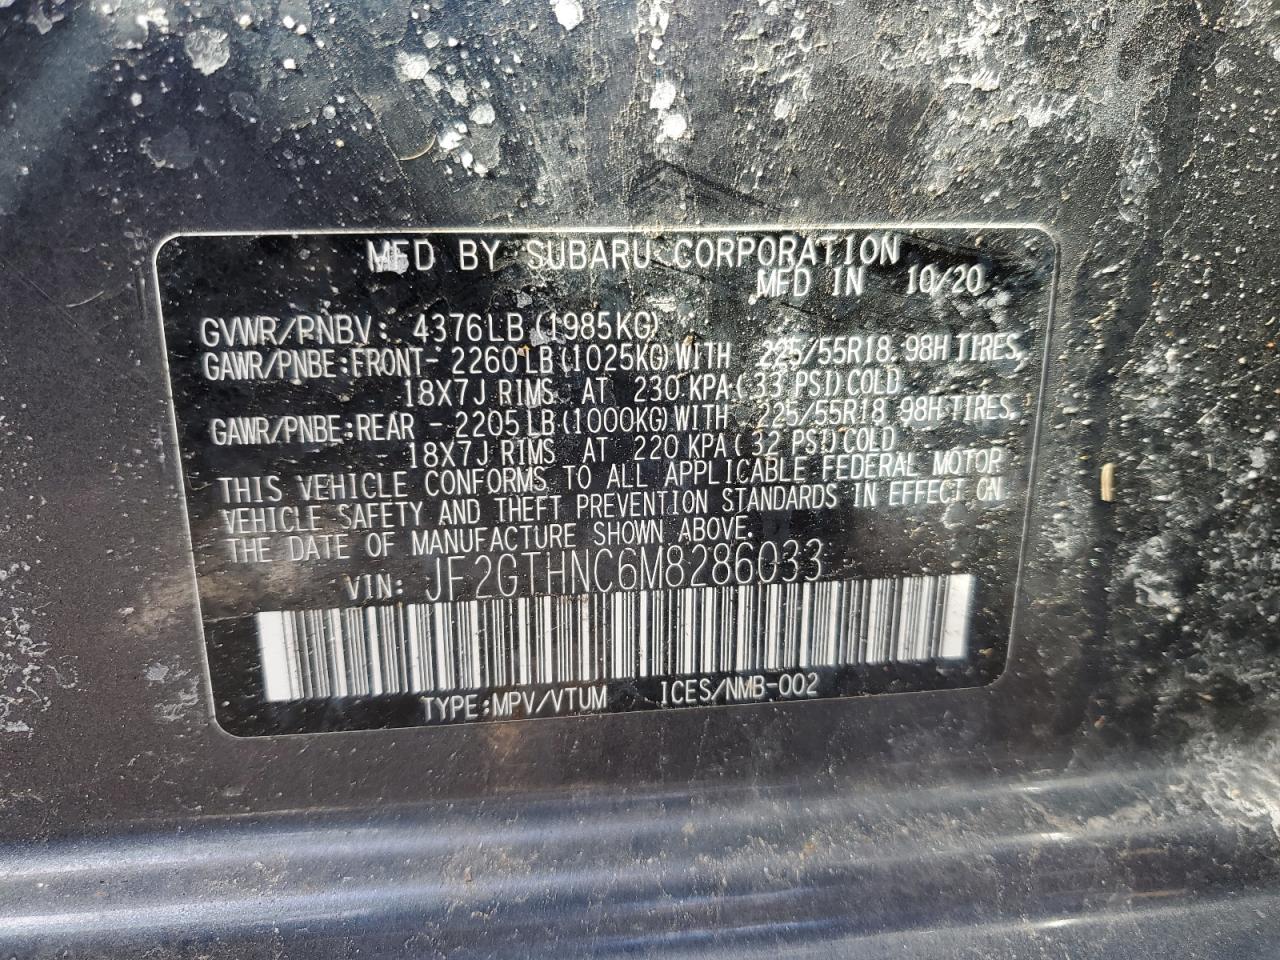 MFD BY SUBARU CORPORATION
MFD IN 10/20
GVWR/PNBV: 4376LB(1985KG)
GAWR/PNBE:FRONT- 2260LB(1025KG)WITH 225/55R18 98H TIRES,
18X7J RIMS AT 230 KPA(33 PSI)COLD
GAWR/PNBE:REAR - 2205LB(1000KG)WITH 225/55R18 98H TIRES,
18X7J RIMS AT 220 KPA(32 PSI)COLD
THIS VEHICLE CONFORMS TO ALL APPLICABLE FEDERAL MOTOR
VEHICLE SAFETY AND THEFT PREVENTION STANDARDS IN EFFECT ON
THE DATE OF MANUFACTURE SHOWN ABOVE.
VIN: JF2GTHNC6M8286033
TYPE:MPV/VTUM ICES/NMB-002